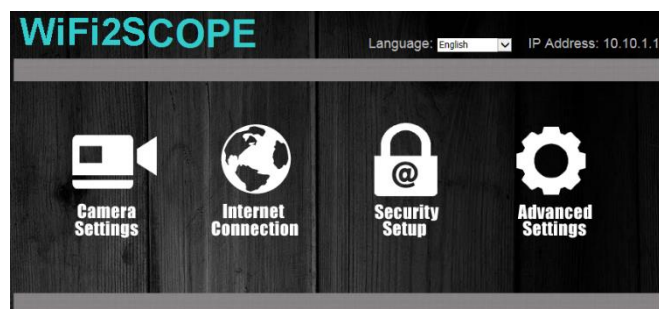 WiFi2SCOPE
Language: English IP Address: 10.10.1.1
Camera
Settings
Internet
Connection
@
Security
Setup
Advanced
Settings